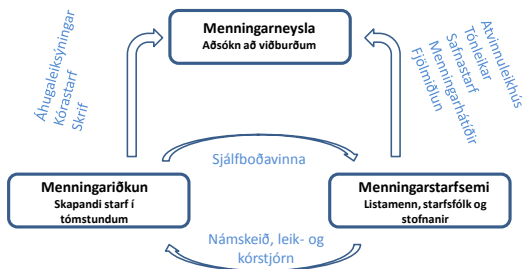 Menningarneysla
Aðsókn að viðburðum
Áhugaleiksýningar
Kórastarf
Skrif
Atvinnuleikhús
Tónleikar
Safnastarf
Menningarhátíðir
Fjölmiðlun
Sjálfboðavinna
Menningariðkun
Skapandi starf í
tómstundum
Menningarstarfsemi
Listamenn, starfsfólk og
stofnanir
Námskeið, leik- og
kórstjórn